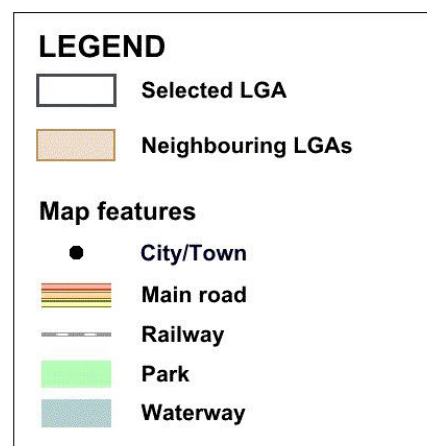 LEGEND
Selected LGA
Neighbouring LGAs
Map features
City/Town
Main road
Railway
Park
Waterway